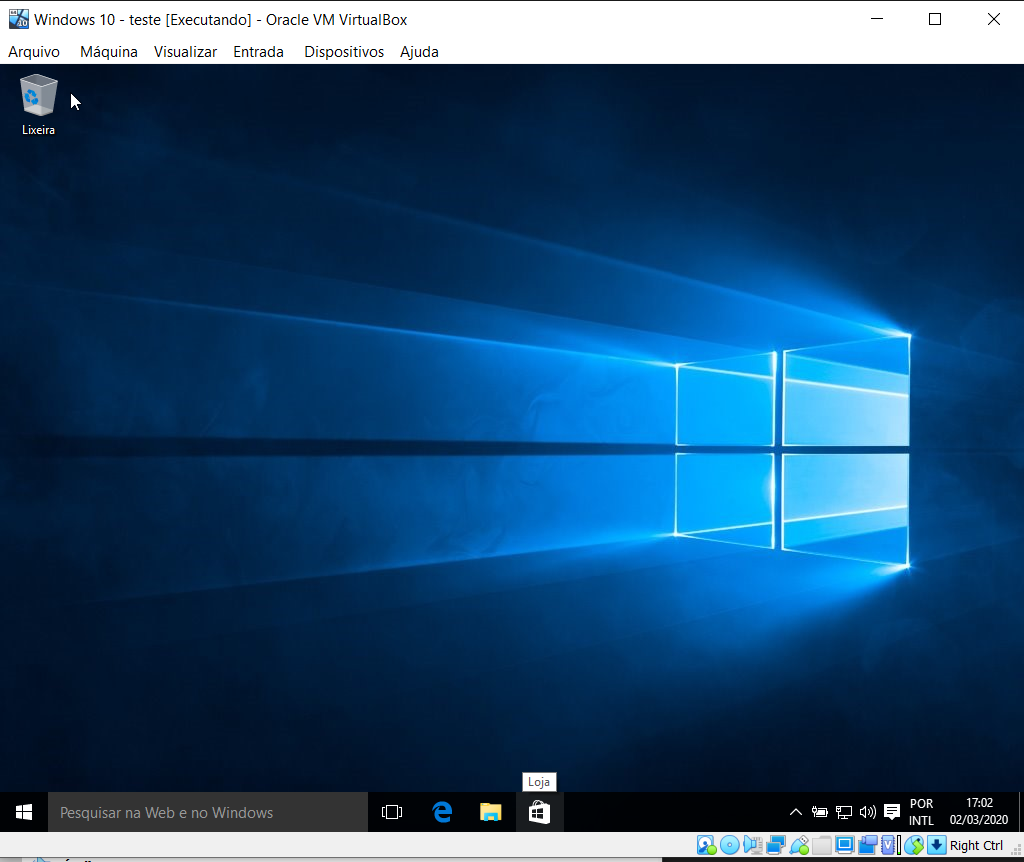 Windows 10 - teste [Executando] - Oracle VM VirtualBox
Arquivo Máquina Visualizar Entrada Dispositivos Ajuda
Lixeira
Loja
Pesquisar na Web e no Windows
POR
INTL
17:02
02/03/2020
Right Ctrl